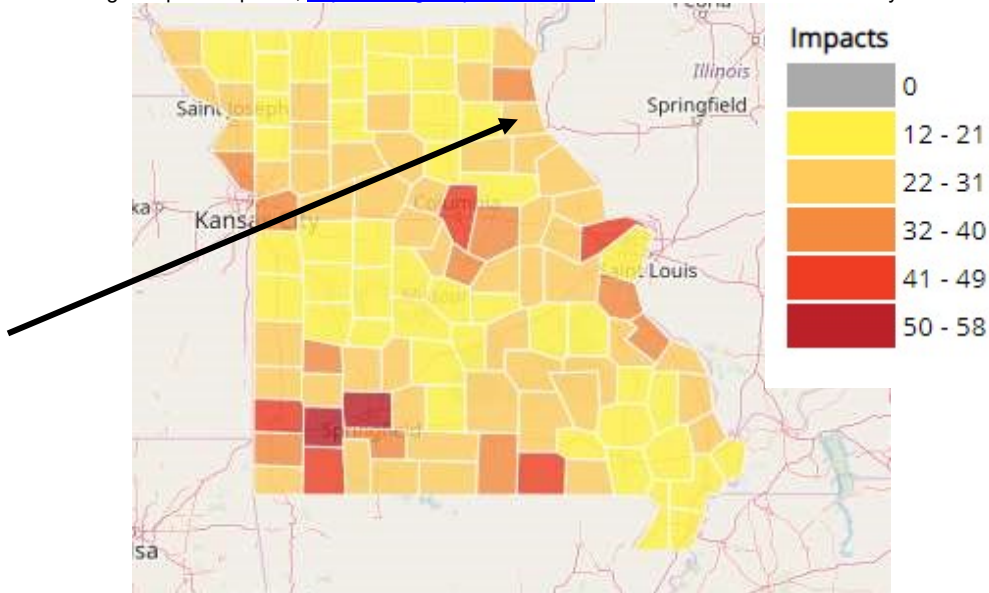 Impacts
0
12 - 21
22 - 31
32 - 40
41 - 49
50 - 58
Illinois
Springfield
Saint Joseph
Columbia
Kansas City
Saint Louis
Missouri
Springfield